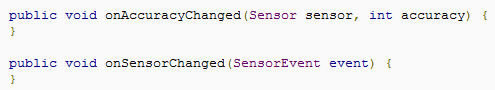 public void onAccuracyChanged(Sensor sensor, int accuracy) {
}
public void onSensorChanged(SensorEvent event) {
}